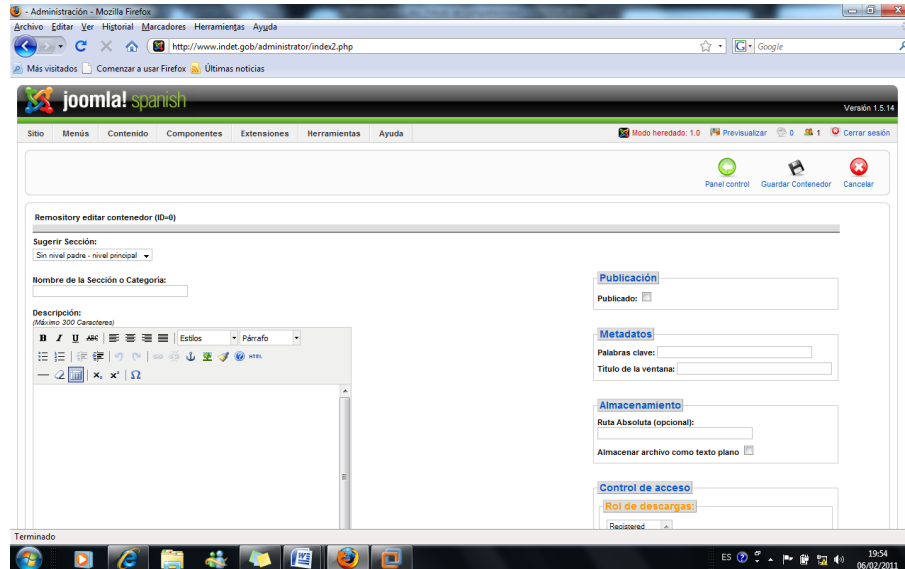 - Administración - Mozilla Firefox
Archivo Editar Ver Historial Marcadores Herramientas Ayuda
http://www.indet.gob/administrator/index2.php
G Google
Más visitados Comenzar a usar Firefox Últimas noticias
joomla! spanish
Versión 1.5.14
Sitio Menús Contenido Componentes Extensiones Herramientas Ayuda Modo heredado: 1.0 Previsualizar 0 1 Cerrar sesión
Panel control Guardar Contenedor Cancelar
Remository editar contenedor (ID=0)
Sugerir Sección:
Sin nivel padre - nivel principal
Nombre de la Sección o Categoría:
Descripción:
(Máximo 300 Caracteres)
B I U ABC Estilos Párrafo
HTML
x, x² Ω
Publicación
Publicado:
Metadatos
Palabras clave:
Título de la ventana:
Almacenamiento
Ruta Absoluta (opcional):
Almacenar archivo como texto plano
Control de acceso
Rol de descargas:
Registered
Terminado
ES 19:54
06/02/2011